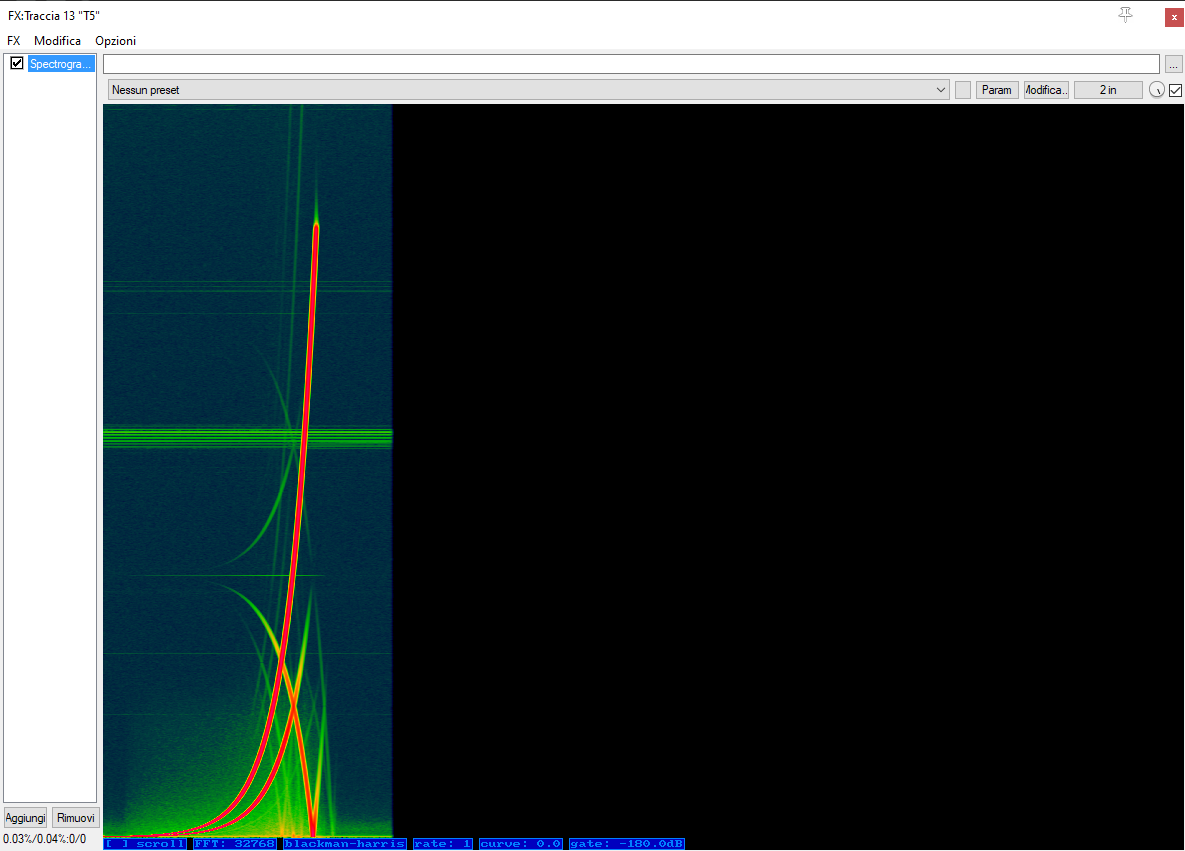 FX:Traccia 13 "T5"
x
FX Modifica Opzioni
Spectrogra...
...
Nessun preset
Param
Modifica..
2 in
Aggiungi
Rimuovi
0.03%/0.04%:0/0
[ ] scroll FFT: 32768 blackman-harris rate: 1 curve: 0.0 gate: -180.0dB